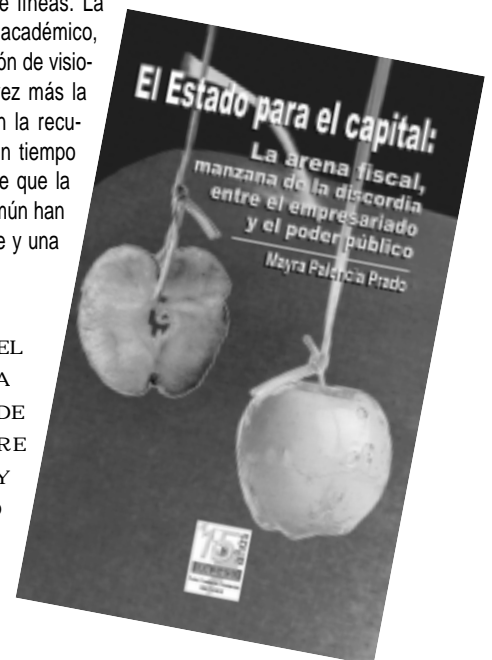 e líneas. La
académico,
ón de visio-
vez más la
n la recu-
n tiempo
e que la
mún han
e y una
EL
A
DE
RE
Y
O
El Estado para el capital:
La arena fiscal,
manzana de la discordia
entre el empresariado
y el poder público
Mayra Palencia Prado
15
años